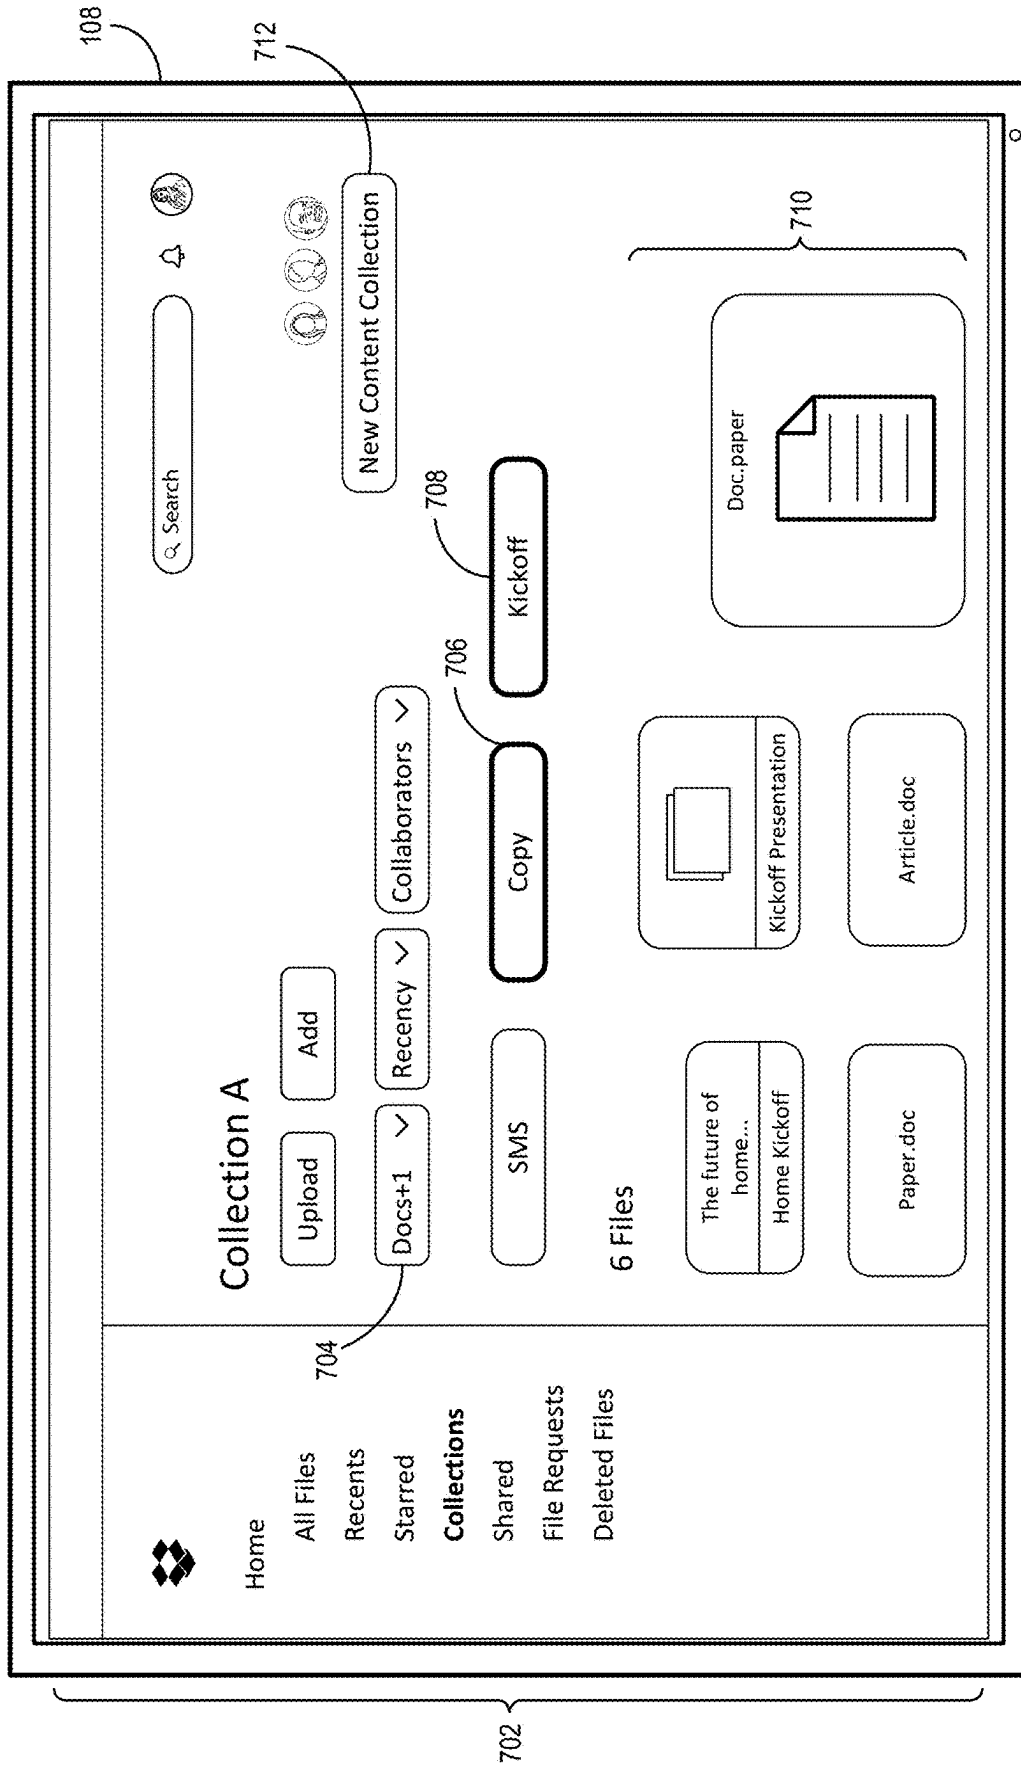 108
712
Search
Collection A
Upload
Add
New Content Collection
704
Docs+1
Recency
Collaborators
706
708
SMS
Copy
Kickoff
Home
All Files
Recents
Starred
Collections
Shared
File Requests
Deleted Files
6 Files
710
The future of
home...
Home Kickoff
Kickoff Presentation
Doc.paper
Paper.doc
Article.doc
702